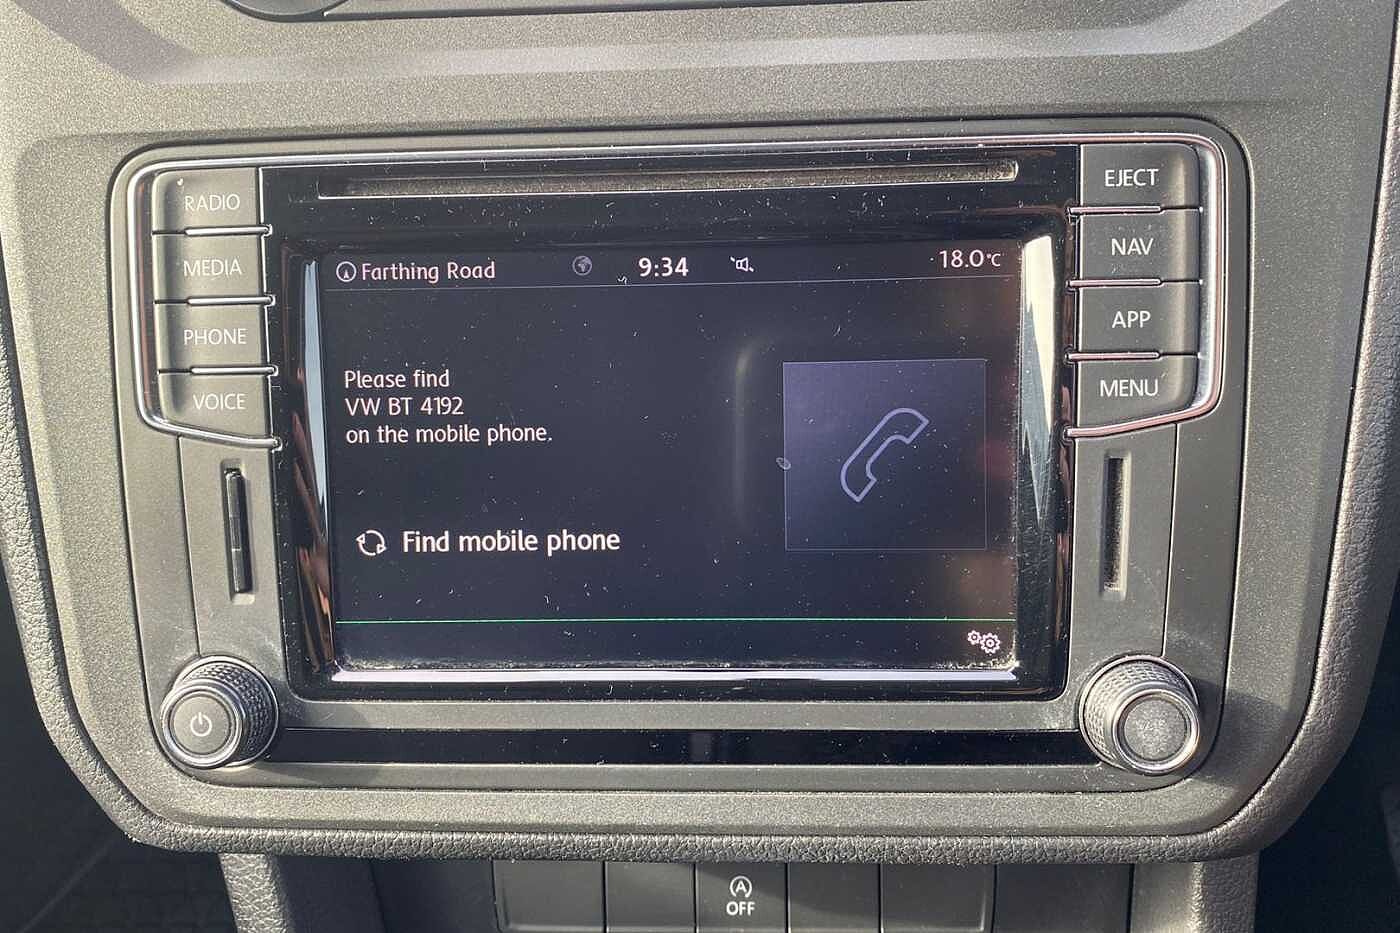 RADIO
MEDIA
PHONE
VOICE
EJECT
NAV
APP
MENU
Farthing Road
9:34
18.0°C
Please find
VW BT 4192
on the mobile phone.
Find mobile phone
A
OFF